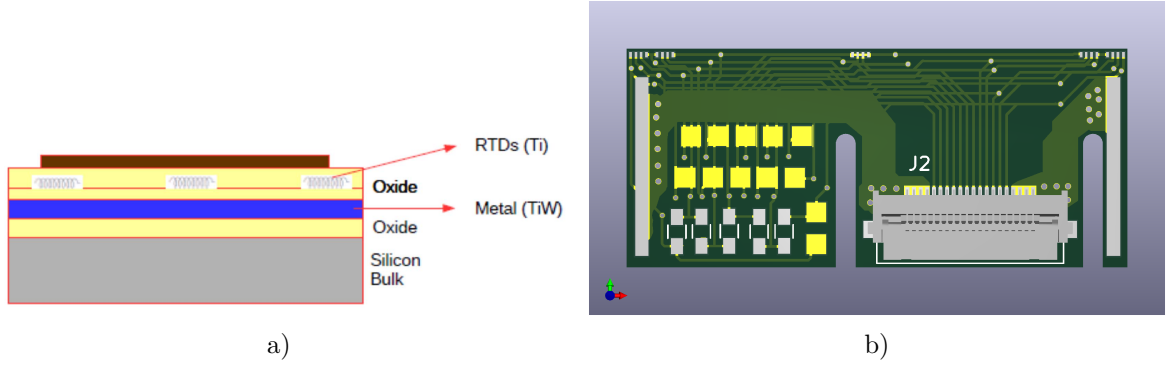 RTDs (Ti)
Oxide
Metal (TiW)
Oxide
Silicon
Bulk
J2
a)
b)